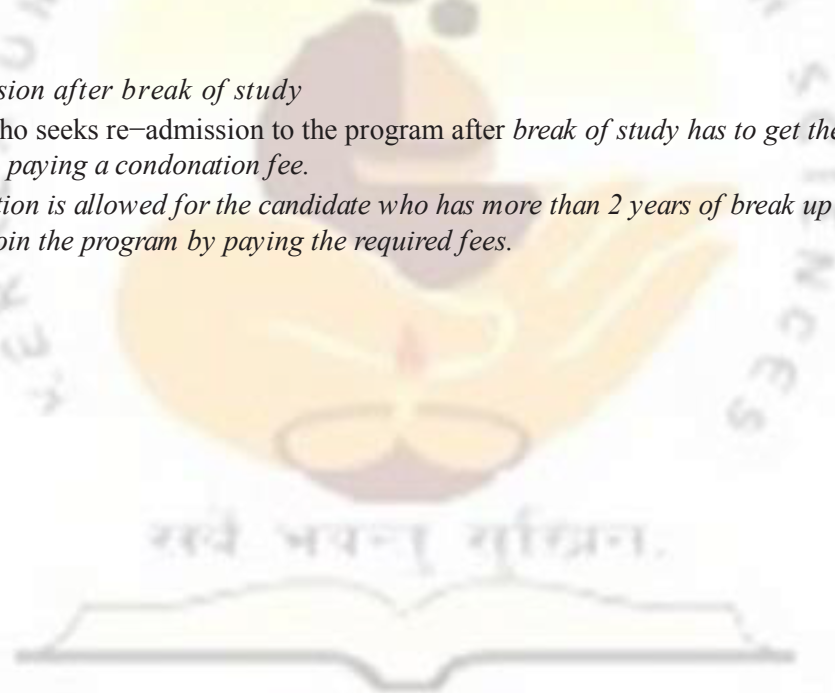 sion after break of study
ho seeks re−admission to the program after break of study has to get the
paying a condonation fee.
tion is allowed for the candidate who has more than 2 years of break up
oin the program by paying the required fees.
सर्वे भवन्तु सुखिन.